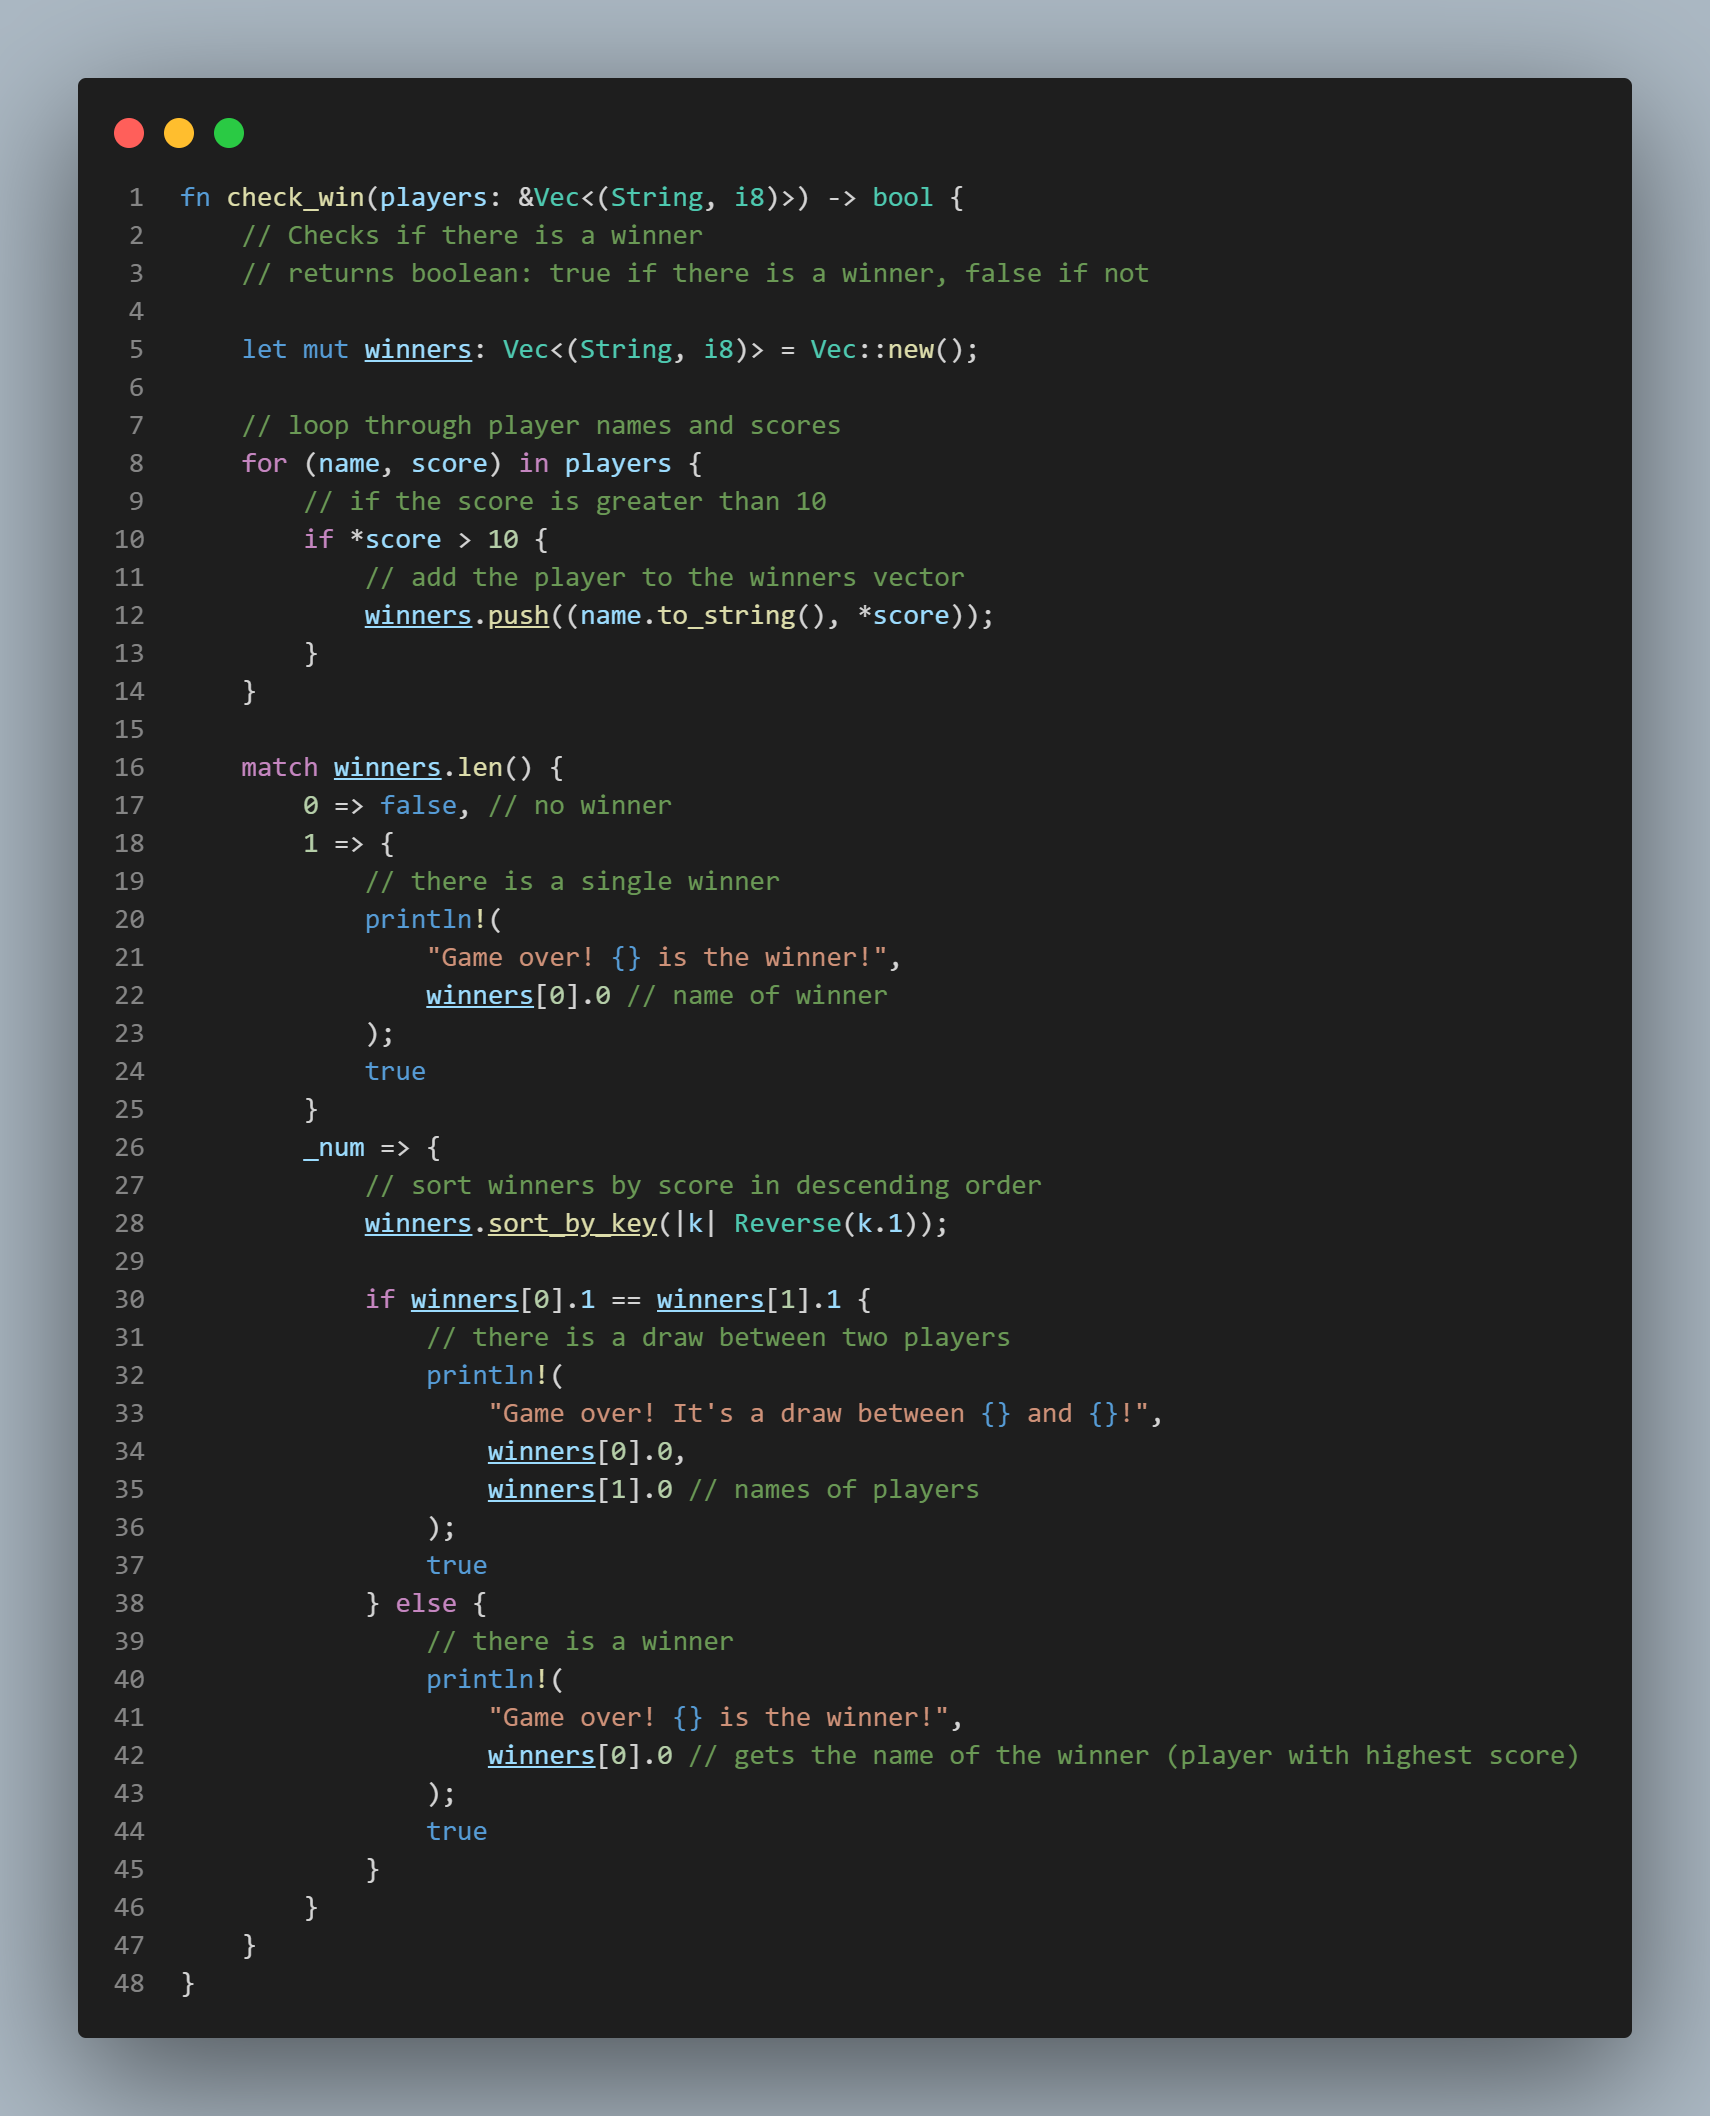 1 fn check_win(players: &Vec<(String, i8)>) -> bool {
2     // Checks if there is a winner
3     // returns boolean: true if there is a winner, false if not
4
5     let mut winners: Vec<(String, i8)> = Vec::new();
6
7     // loop through player names and scores
8     for (name, score) in players {
9         // if the score is greater than 10
10         if *score > 10 {
11             // add the player to the winners vector
12             winners.push((name.to_string(), *score));
13         }
14     }
15
16     match winners.len() {
17         0 => false, // no winner
18         1 => {
19             // there is a single winner
20             println!(
21                 "Game over! {} is the winner!",
22                 winners[0].0 // name of winner
23             );
24             true
25         }
26         _num => {
27             // sort winners by score in descending order
28             winners.sort_by_key(|k| Reverse(k.1));
29
30             if winners[0].1 == winners[1].1 {
31                 // there is a draw between two players
32                 println!(
33                     "Game over! It's a draw between {} and {}!",
34                     winners[0].0,
35                     winners[1].0 // names of players
36                 );
37                 true
38             } else {
39                 // there is a winner
40                 println!(
41                     "Game over! {} is the winner!",
42                     winners[0].0 // gets the name of the winner (player with highest score)
43                 );
44                 true
45             }
46         }
47     }
48 }